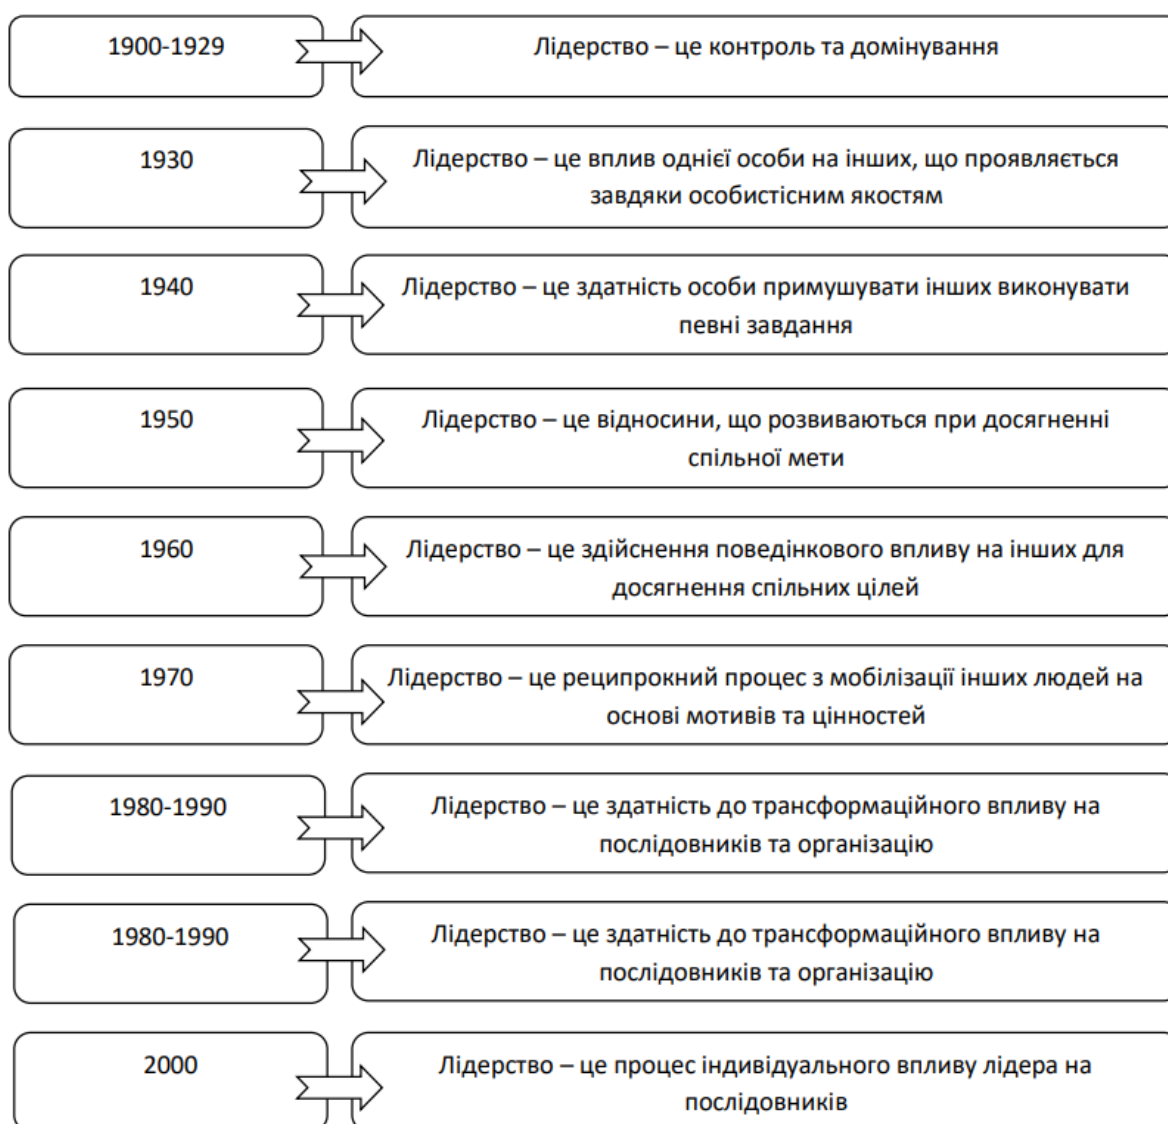 1900-1929
Лідерство – це контроль та домінування
1930
Лідерство – це вплив однієї особи на інших, що проявляється
завдяки особистісним якостям
1940
Лідерство – це здатність особи примушувати інших виконувати
певні завдання
1950
Лідерство – це відносини, що розвиваються при досягненні
спільної мети
1960
Лідерство – це здійснення поведінкового впливу на інших для
досягнення спільних цілей
1970
Лідерство – це реципрокний процес з мобілізації інших людей на
основі мотивів та цінностей
1980-1990
Лідерство – це здатність до трансформаційного впливу на
послідовників та організацію
1980-1990
Лідерство – це здатність до трансформаційного впливу на
послідовників та організацію
2000
Лідерство – це процес індивідуального впливу лідера на
послідовників